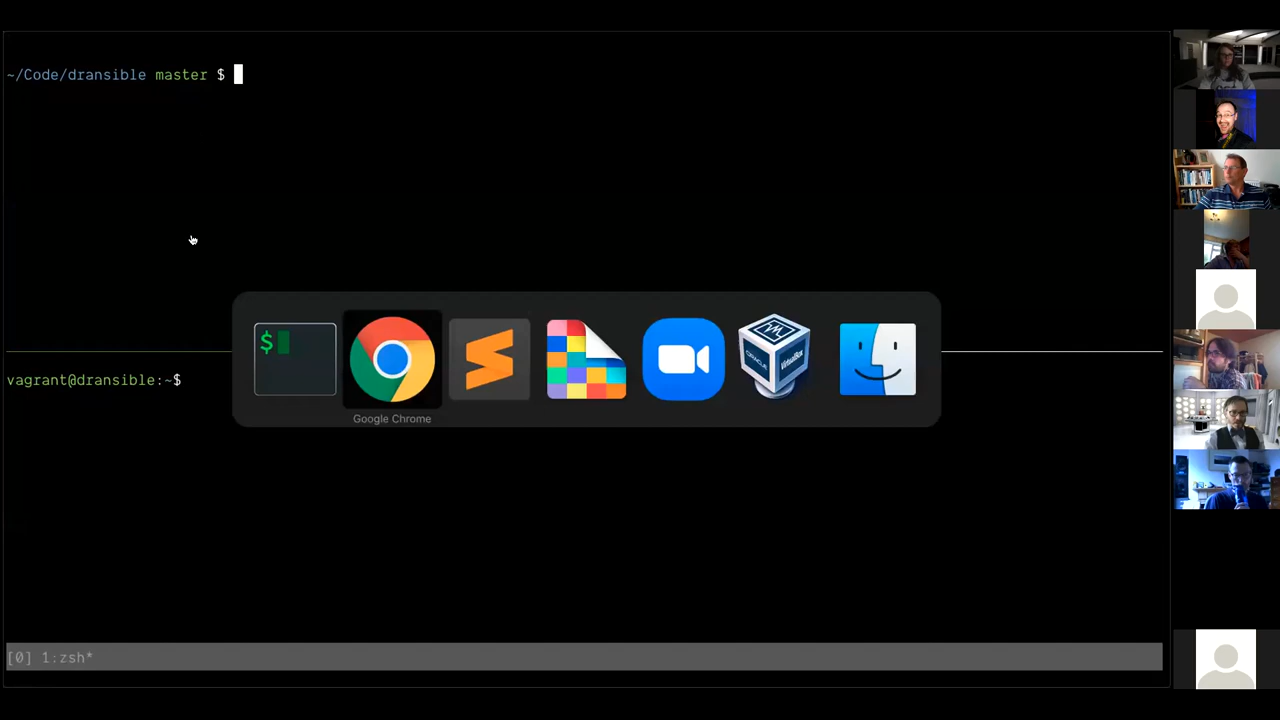 ~/Code/dransible master $
$
Google Chrome
vagrant@dransible:~$
[0] 1:zsh*